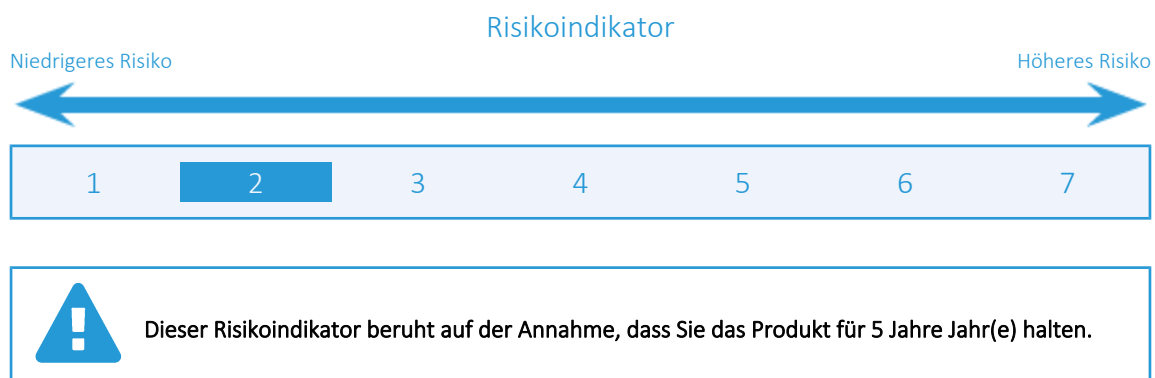 Risikoindikator
Niedrigeres Risiko Höheres Risiko
1 2 3 4 5 6 7
Dieser Risikoindikator beruht auf der Annahme, dass Sie das Produkt für 5 Jahre Jahr(e) halten.